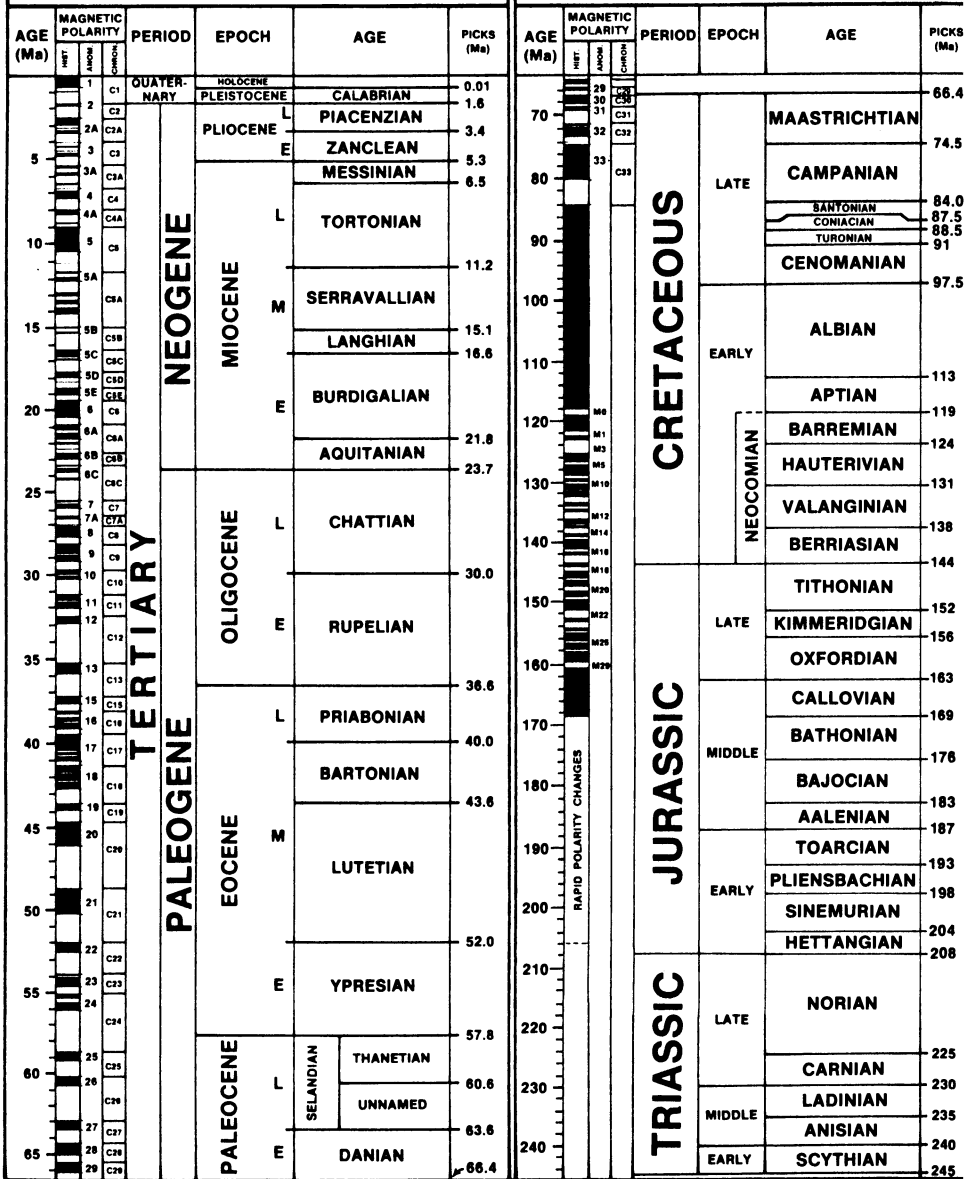 AGE (Ma)
MAGNETIC POLARITY
HIST.
ANOM.
CHRON.
PERIOD
EPOCH
AGE
PICKS (Ma)
5
10
15
20
25
30
35
40
45
50
55
60
65
1
2
2A
3
3A
4
4A
5
5A
5B
5C
5D
5E
6
6A
6B
6C
7
7A
8
9
10
11
12
13
15
16
17
18
19
20
21
22
23
24
25
26
27
28
29
C1
C2
C2A
C3
C3A
C4
C4A
C5
C5A
C5B
C5C
C5D
C5E
C6
C6A
C6B
C6C
C7
C7A
C8
C9
C10
C11
C12
C13
C15
C16
C17
C18
C19
C20
C21
C22
C23
C24
C25
C26
C27
C28
C29
QUATER-
NARY
TERTIARY
NEOGENE
PALEOGENE
HOLOCENE
PLEISTOCENE
PLIOCENE
L
E
MIOCENE
L
M
E
OLIGOCENE
L
E
EOCENE
L
M
E
PALEOCENE
L
E
CALABRIAN
PIACENZIAN
ZANCLEAN
MESSINIAN
TORTONIAN
SERRAVALLIAN
LANGHIAN
BURDIGALIAN
AQUITANIAN
CHATTIAN
RUPELIAN
PRIABONIAN
BARTONIAN
LUTETIAN
YPRESIAN
SELANDIAN
THANETIAN
UNNAMED
DANIAN
0.01
1.6
3.4
5.3
6.5
11.2
15.1
16.6
21.8
23.7
30.0
36.6
40.0
43.6
52.0
57.8
60.6
63.6
66.4
AGE (Ma)
MAGNETIC POLARITY
HIST.
ANOM.
CHRON
PERIOD
EPOCH
AGE
PICKS (Ma)
70
80
90
100
110
120
130
140
150
160
170
180
190
200
210
220
230
240
29
30
31
32
33
M0
M1
M3
M5
M10
M12
M14
M16
M18
M20
M22
M25
M29
C30
C31
C32
C33
RAPID POLARITY CHANGES
CRETACEOUS
JURASSIC
TRIASSIC
LATE
EARLY
NEOCOMIAN
LATE
MIDDLE
EARLY
LATE
MIDDLE
EARLY
MAASTRICHTIAN
CAMPANIAN
SANTONIAN
CONIACIAN
TURONIAN
CENOMANIAN
ALBIAN
APTIAN
BARREMIAN
HAUTERIVIAN
VALANGINIAN
BERRIASIAN
TITHONIAN
KIMMERIDGIAN
OXFORDIAN
CALLOVIAN
BATHONIAN
BAJOCIAN
AALENIAN
TOARCIAN
PLIENSBACHIAN
SINEMURIAN
HETTANGIAN
NORIAN
CARNIAN
LADINIAN
ANISIAN
SCYTHIAN
66.4
74.5
84.0
87.5
88.5
91
97.5
113
119
124
131
138
144
152
156
163
169
176
183
187
193
198
204
208
225
230
235
240
245